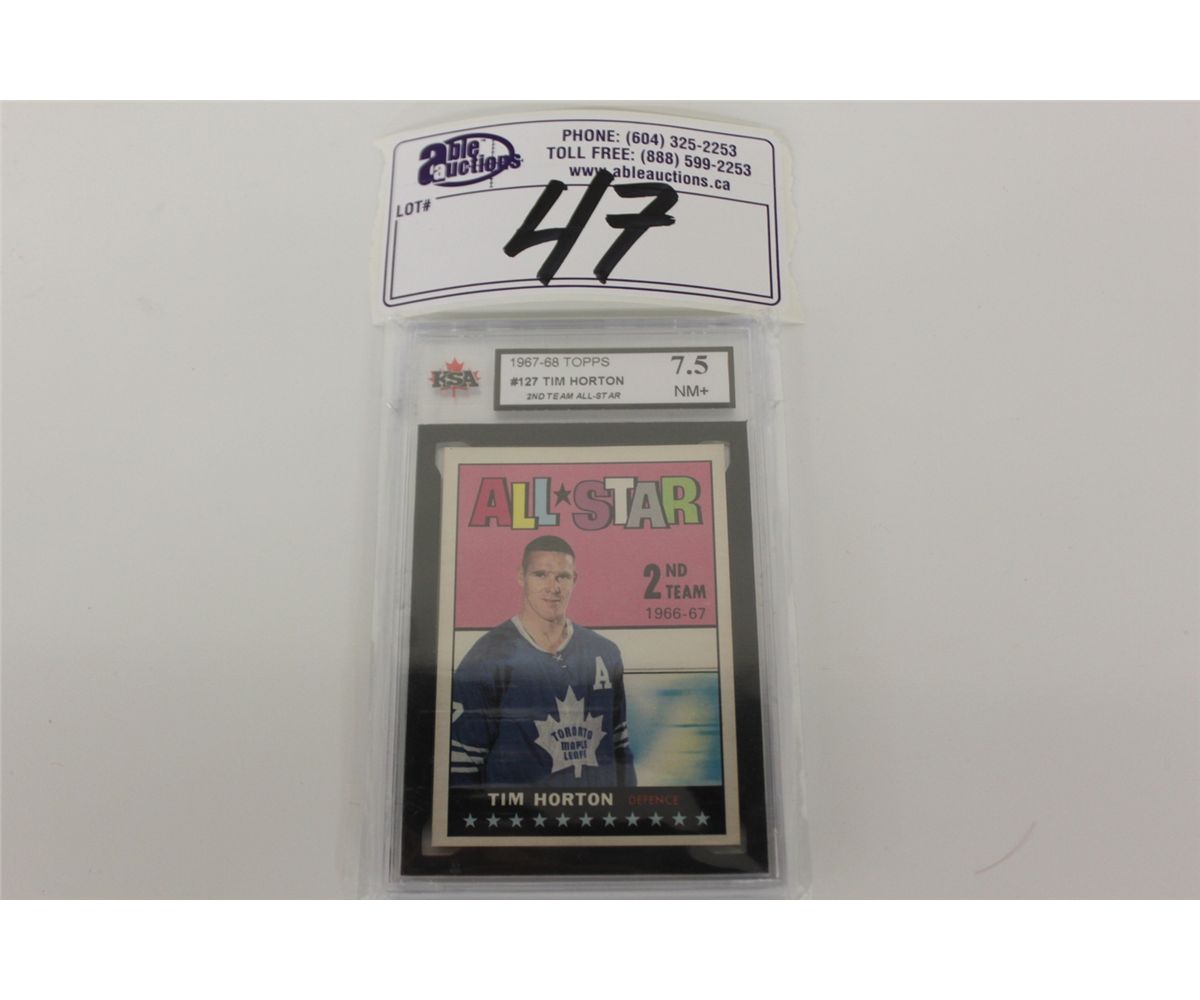 able auctions
PHONE: (604) 325-2253
TOLL FREE: (888) 599-2253
www.ableauctions.ca
LOT# 47
KSA
1967-68 TOPPS
#127 TIM HORTON
2ND TEAM ALL-STAR
7.5
NM+
ALL★STAR
2ND
TEAM
1966-67
A
TORONTO
MAPLE
LEAFS
TIM HORTON DEFENCE